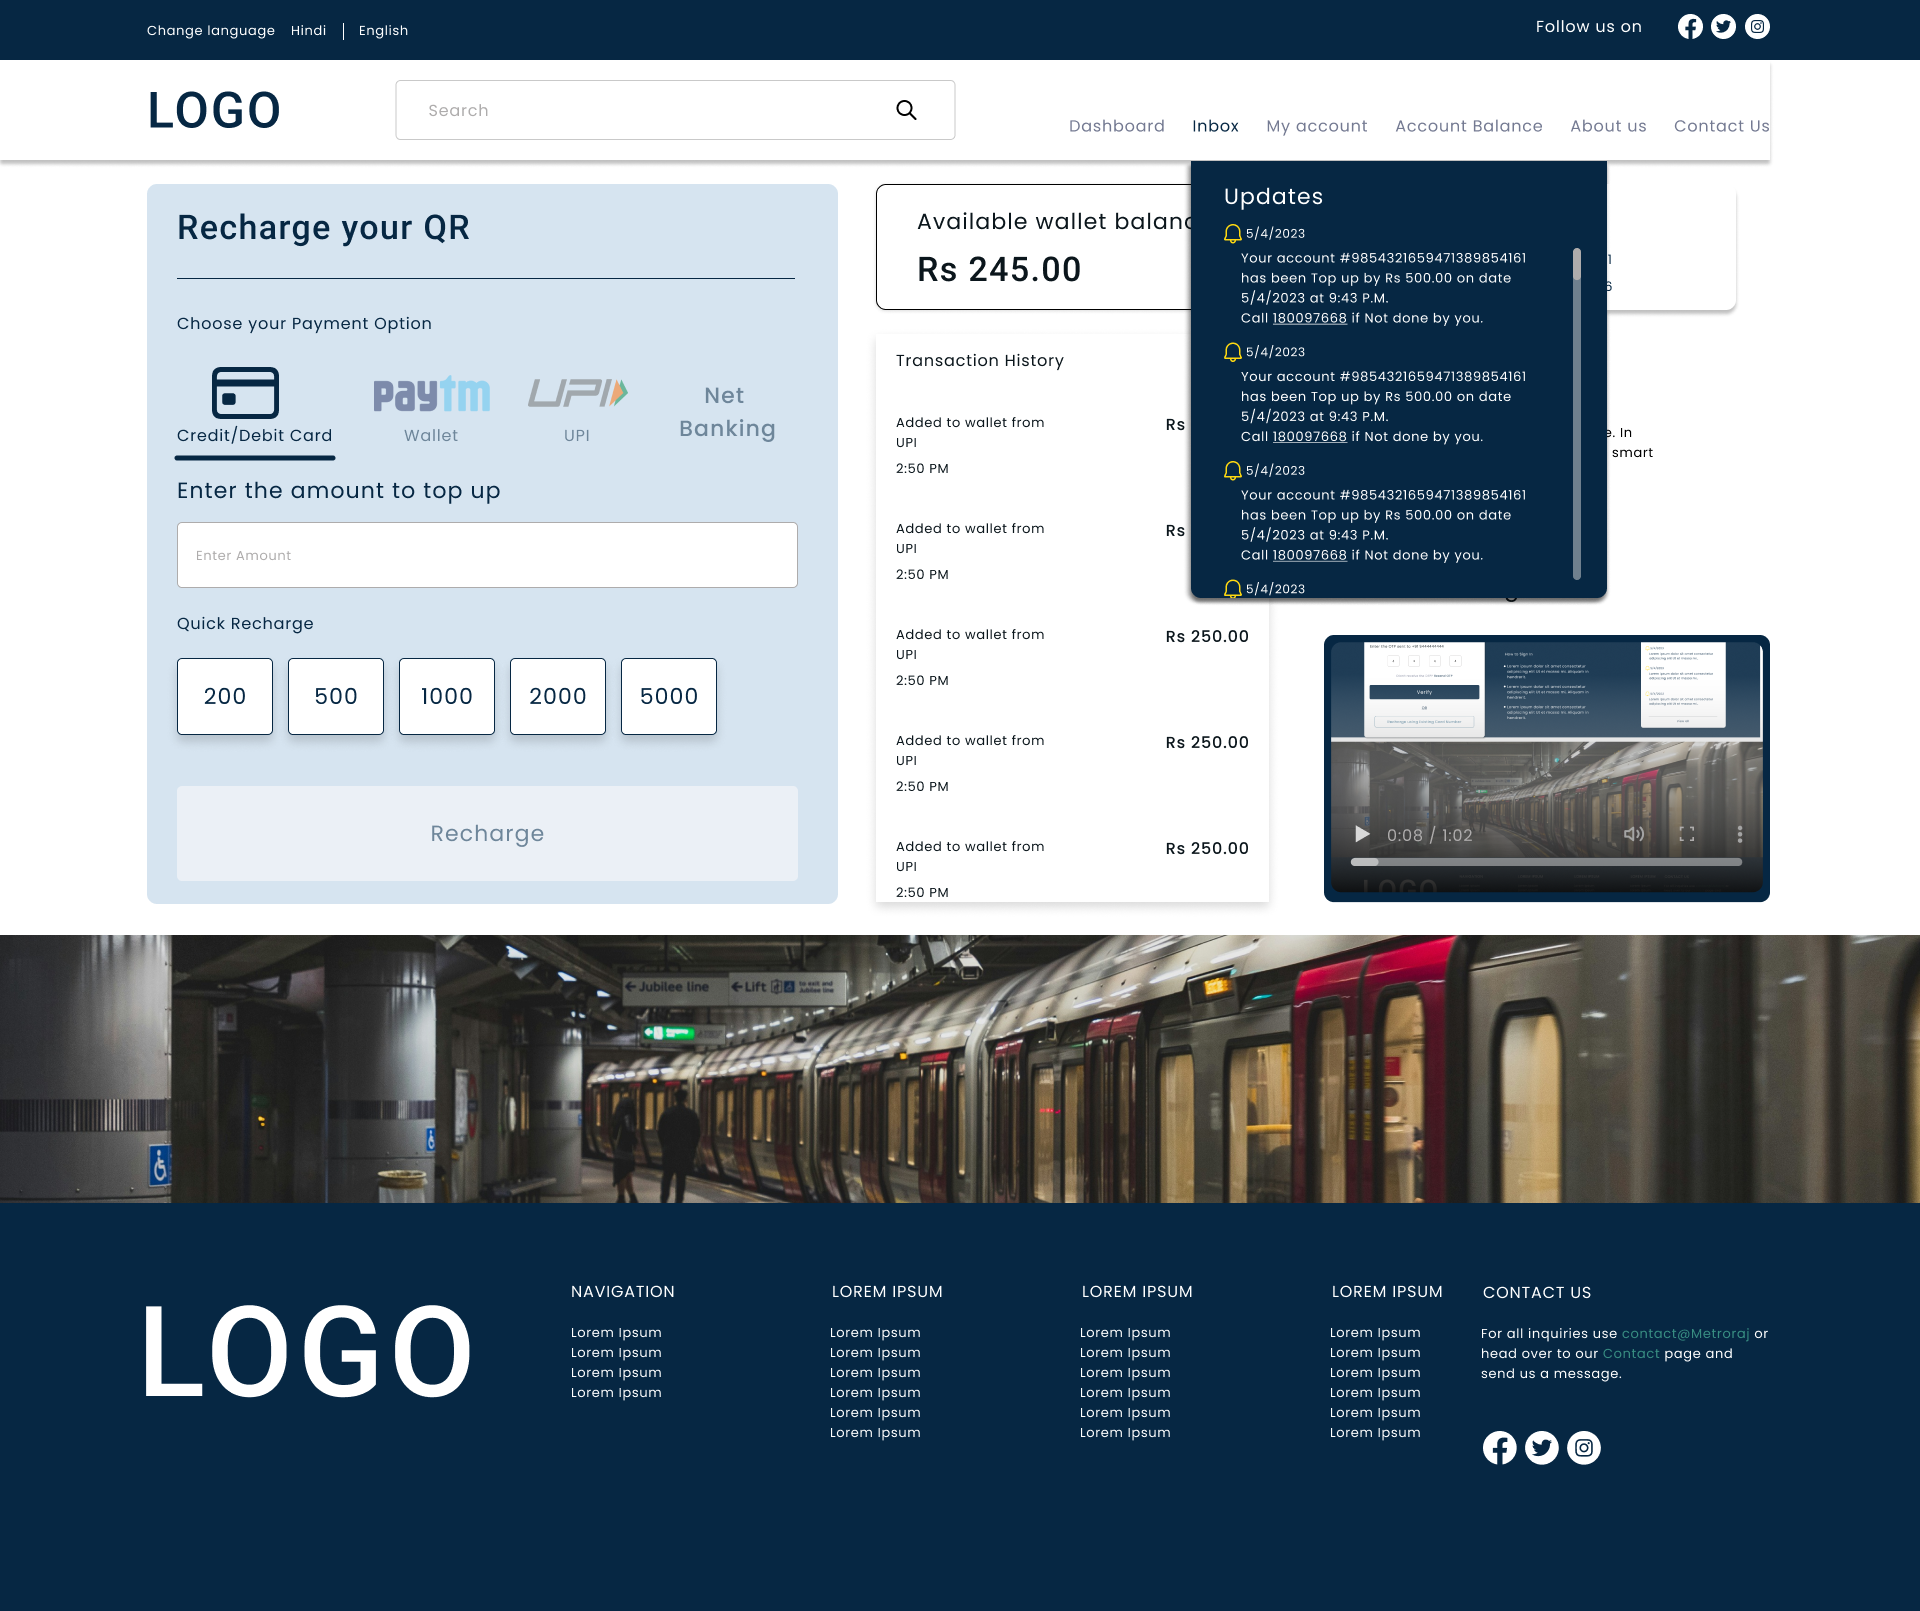 Change language Hindi | English
Follow us on
LOGO
Search
Dashboard Inbox My account Account Balance About us Contact Us
Recharge your QR
Choose your Payment Option
Credit/Debit Card
paytm
Wallet
UPI
UPI
Net
Banking
Enter the amount to top up
Enter Amount
Quick Recharge
200 500 1000 2000 5000
Recharge
Available wallet balanc
Rs 245.00
Transaction History
Added to wallet from
UPI
Rs
2:50 PM
Added to wallet from
UPI
Rs
2:50 PM
Added to wallet from
UPI
Rs 250.00
2:50 PM
Added to wallet from
UPI
Rs 250.00
2:50 PM
Added to wallet from
UPI
Rs 250.00
2:50 PM
Updates
5/4/2023
Your account #9854321659471389854161
has been Top up by Rs 500.00 on date
5/4/2023 at 9:43 P.M.
Call 180097668 if Not done by you.
5/4/2023
Your account #9854321659471389854161
has been Top up by Rs 500.00 on date
5/4/2023 at 9:43 P.M.
Call 180097668 if Not done by you.
5/4/2023
Your account #9854321659471389854161
has been Top up by Rs 500.00 on date
5/4/2023 at 9:43 P.M.
Call 180097668 if Not done by you.
5/4/2023
1
6
e. In
smart
Verify
OR
0:08 / 1:02
LOGO
Jubilee line
Lift
to exit and
Jubilee line
LOGO
NAVIGATION
Lorem Ipsum
Lorem Ipsum
Lorem Ipsum
Lorem Ipsum
LOREM IPSUM
Lorem Ipsum
Lorem Ipsum
Lorem Ipsum
Lorem Ipsum
Lorem Ipsum
Lorem Ipsum
LOREM IPSUM
Lorem Ipsum
Lorem Ipsum
Lorem Ipsum
Lorem Ipsum
Lorem Ipsum
Lorem Ipsum
LOREM IPSUM
Lorem Ipsum
Lorem Ipsum
Lorem Ipsum
Lorem Ipsum
Lorem Ipsum
Lorem Ipsum
CONTACT US
For all inquiries use contact@Metroraj or
head over to our Contact page and
send us a message.